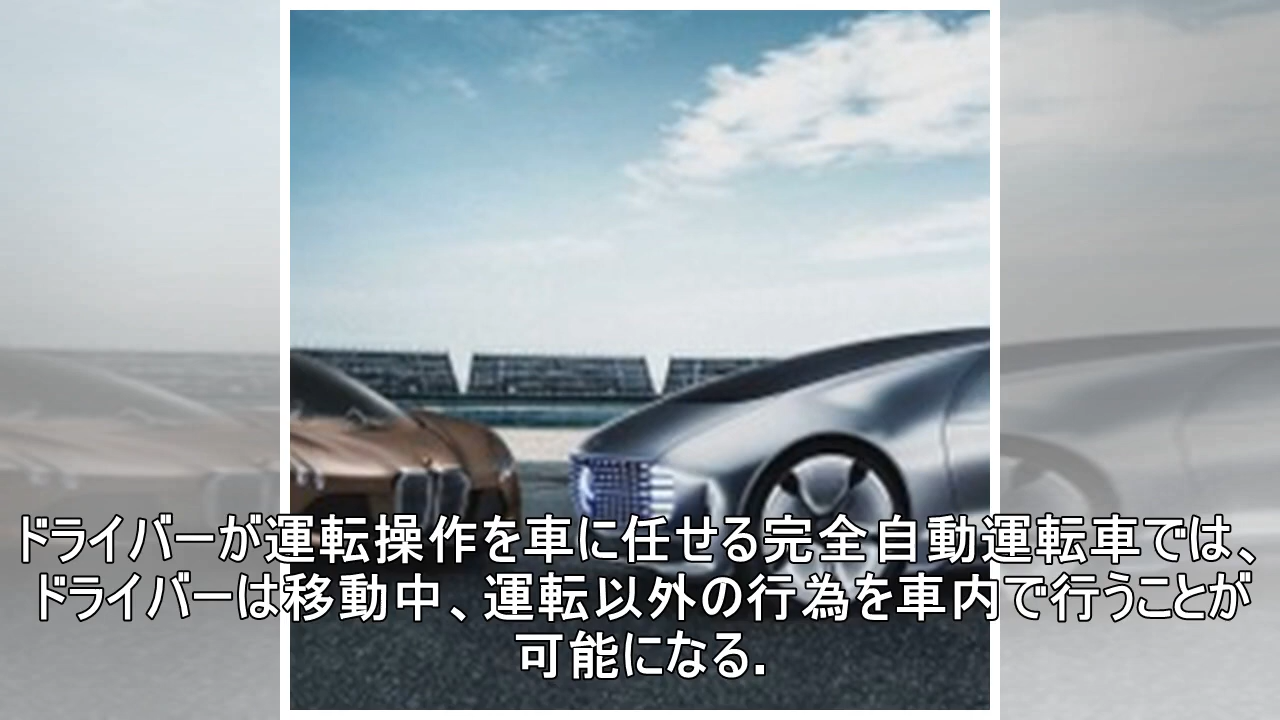 ドライバーが運転操作を車に任せる完全自動運転車では、
ドライバーは移動中、運転以外の行為を車内で行うことが
可能になる.